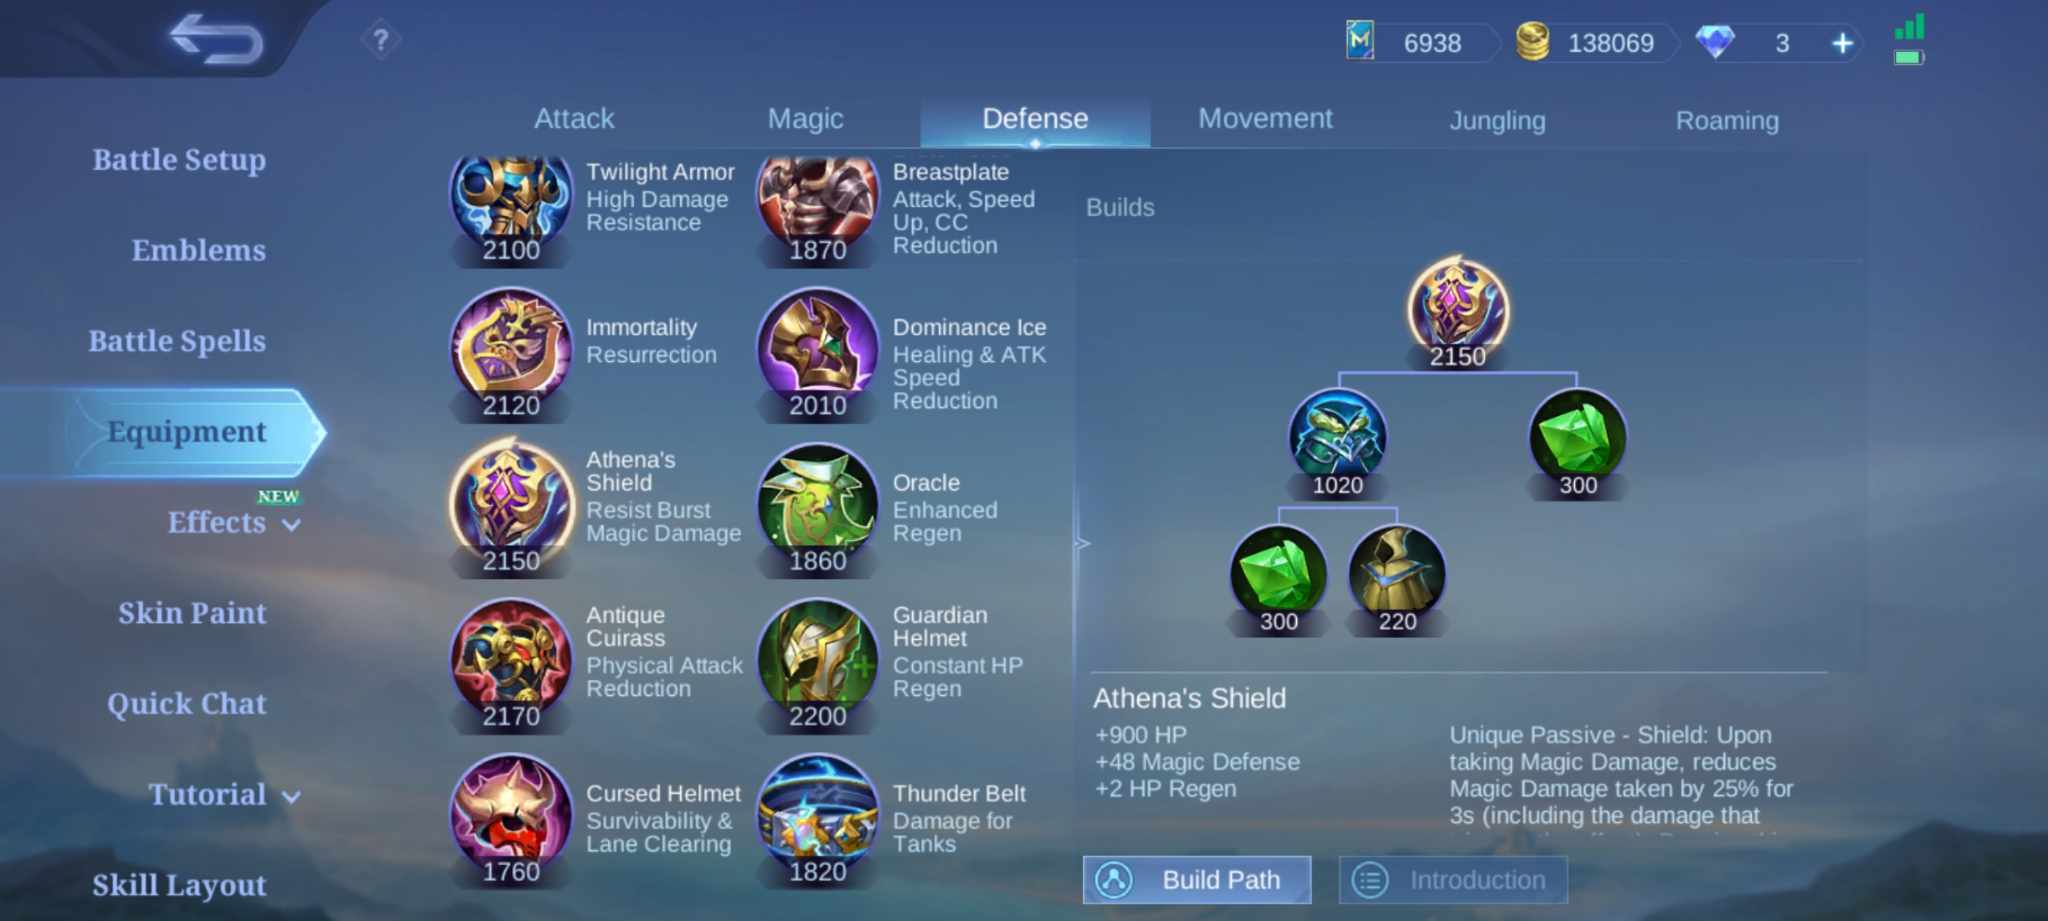 ?
M
6938
138069
3
+
Battle Setup
Emblems
Battle Spells
Equipment
NEW
Effects
Skin Paint
Quick Chat
Tutorial
Skill Layout
Attack
Magic
Defense
Movement
Jungling
Roaming
Twilight Armor
High Damage
Resistance
2100
Breastplate
Attack, Speed
Up, CC
Reduction
1870
Immortality
Resurrection
2120
Dominance Ice
Healing & ATK
Speed
Reduction
2010
Athena's
Shield
Resist Burst
Magic Damage
2150
Oracle
Enhanced
Regen
1860
Antique
Cuirass
Physical Attack
Reduction
2170
Guardian
Helmet
Constant HP
Regen
2200
Cursed Helmet
Survivability &
Lane Clearing
1760
Thunder Belt
Damage for
Tanks
1820
Builds
2150
1020
300
300
220
Athena's Shield
+900 HP
+48 Magic Defense
+2 HP Regen
Unique Passive - Shield: Upon
taking Magic Damage, reduces
Magic Damage taken by 25% for
3s (including the damage that
Build Path
Introduction